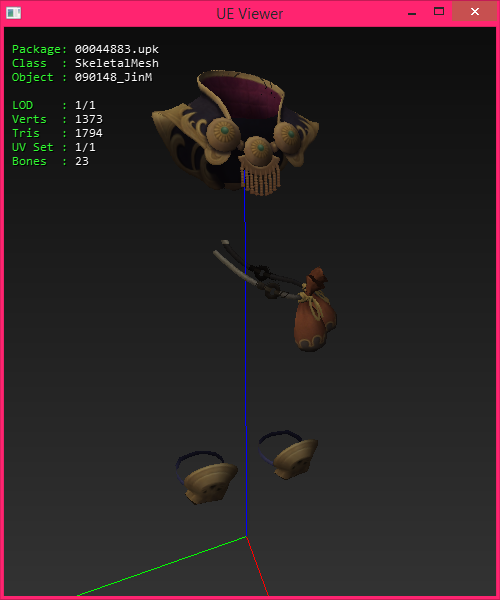 UE Viewer
Package: 00044883.upk
Class  : SkeletalMesh
Object : 090148_JinM
LOD    : 1/1
Verts  : 1373
Tris   : 1794
UV Set : 1/1
Bones  : 23